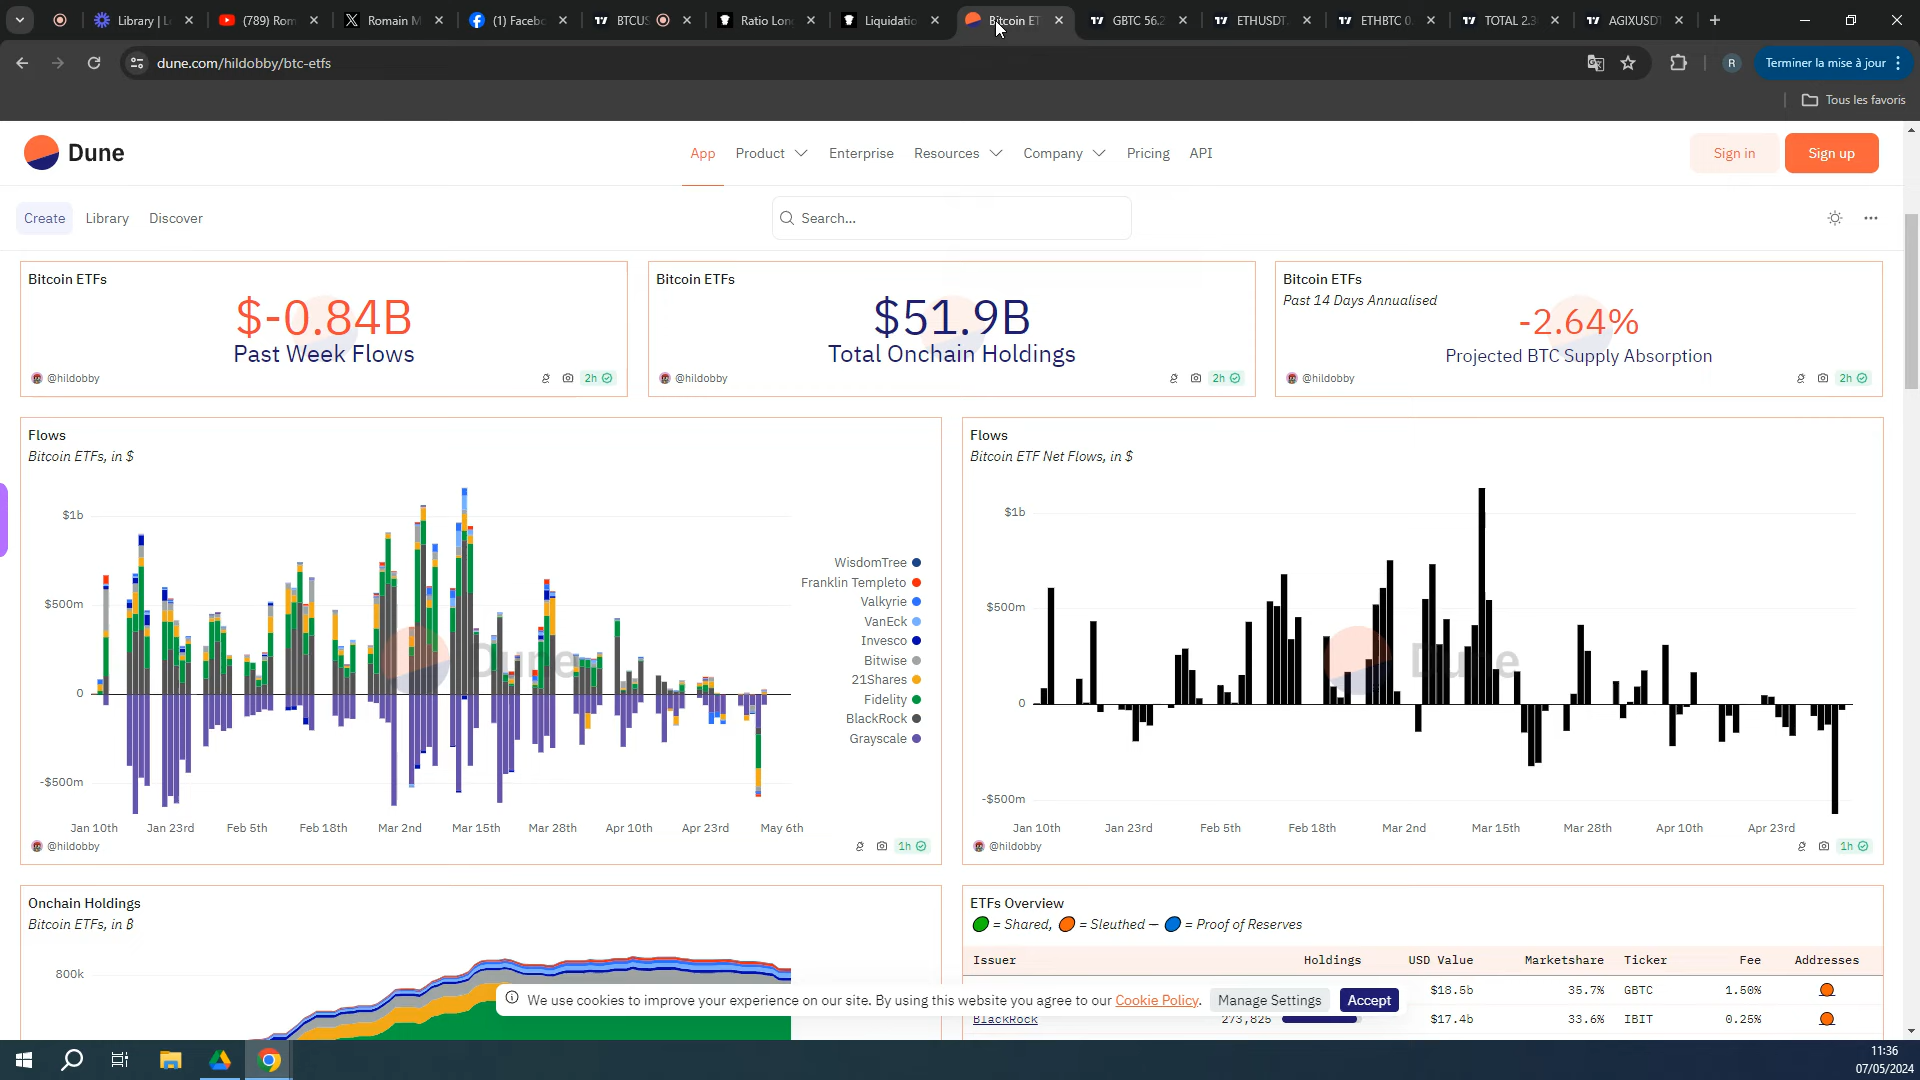 Library | L
(789) Rom
Romain M
(1) Facebo
BTCUS
Ratio Lon
Liquidatio
Bitcoin ET
GBTC 56.2
ETHUSDT
ETHBTC 0.
TOTAL 2.3
AGIXUSD
dune.com/hildobby/btc-etfs
R
Terminer la mise à jour
Tous les favoris
Dune
App
Product
Enterprise
Resources
Company
Pricing
API
Sign in
Sign up
Create
Library
Discover
Search...
Bitcoin ETFs
$-0.84B
Past Week Flows
@hildobby
2h
Bitcoin ETFs
$51.9B
Total Onchain Holdings
@hildobby
2h
Bitcoin ETFs
Past 14 Days Annualised
-2.64%
Projected BTC Supply Absorption
@hildobby
2h
Flows
Bitcoin ETFs, in $
$1b
$500m
0
-$500m
Dune
WisdomTree
Franklin Templeto
Valkyrie
VanEck
Invesco
Bitwise
21Shares
Fidelity
BlackRock
Grayscale
Jan 10th
Jan 23rd
Feb 5th
Feb 18th
Mar 2nd
Mar 15th
Mar 28th
Apr 10th
Apr 23rd
May 6th
@hildobby
1h
Flows
Bitcoin ETF Net Flows, in $
$1b
$500m
0
-$500m
Dune
Jan 10th
Jan 23rd
Feb 5th
Feb 18th
Mar 2nd
Mar 15th
Mar 28th
Apr 10th
Apr 23rd
@hildobby
1h
Onchain Holdings
Bitcoin ETFs, in ₿
800k
ETFs Overview
= Shared, = Sleuthed — = Proof of Reserves
Issuer Holdings USD Value Marketshare Ticker Fee Addresses
$18.5b 35.7% GBTC 1.50%
BlackRock 273,825 $17.4b 33.6% IBIT 0.25%
We use cookies to improve your experience on our site. By using this website you agree to our Cookie Policy.
Manage Settings
Accept
11:36
07/05/2024